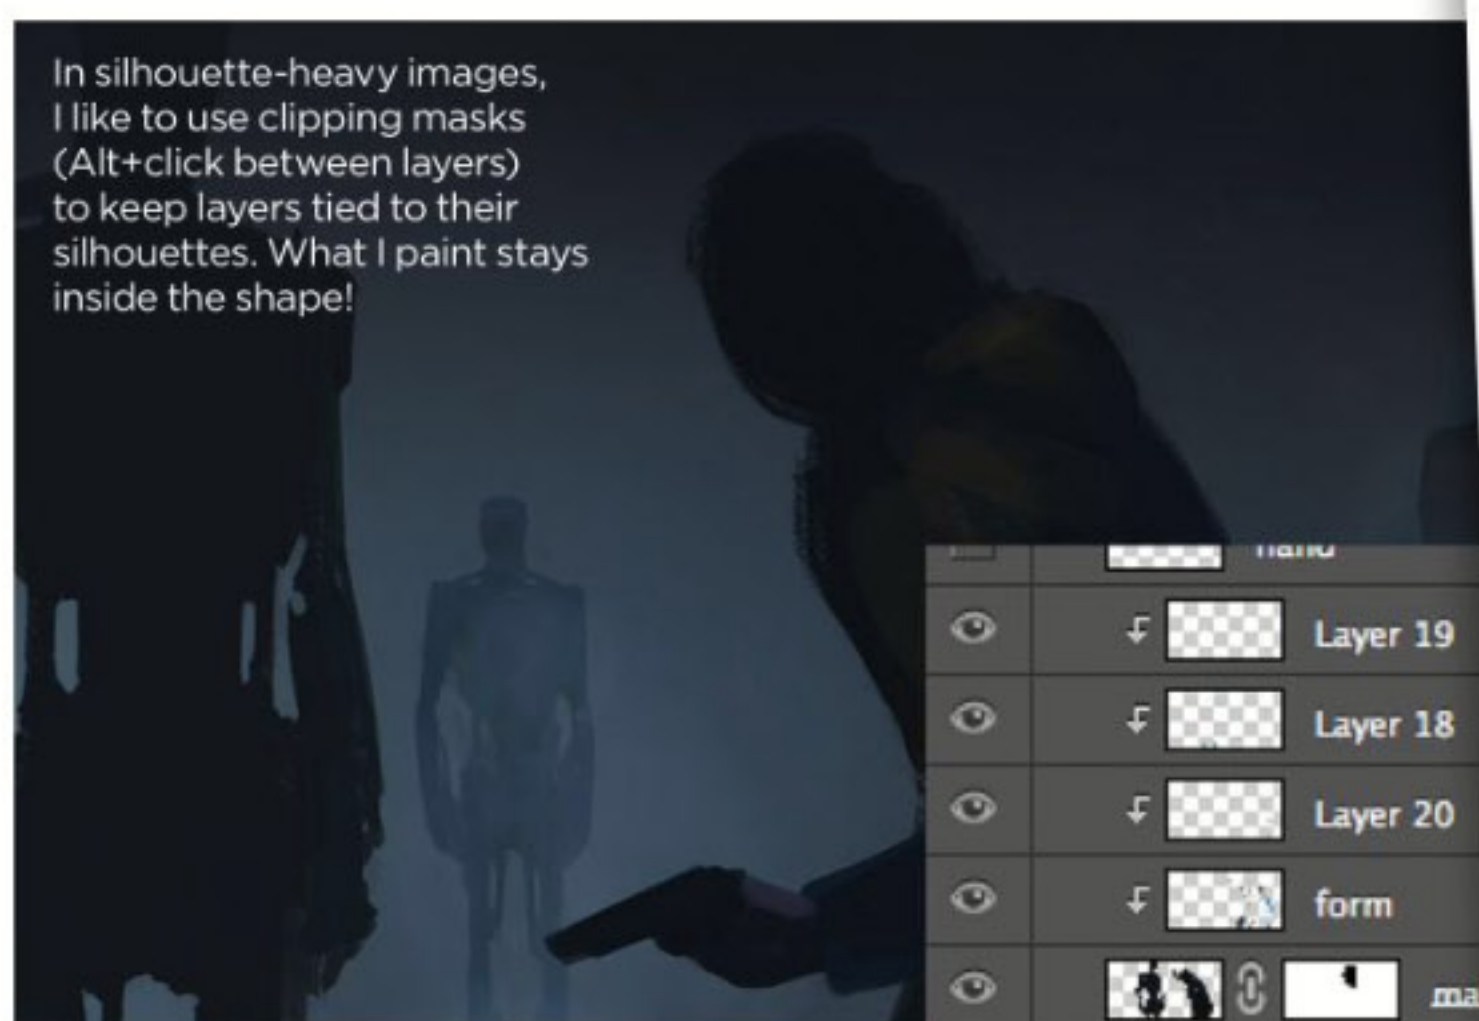 In silhouette-heavy images,
I like to use clipping masks
(Alt+click between layers)
to keep layers tied to their
silhouettes. What I paint stays
inside the shape!
Layer 19
Layer 18
Layer 20
form